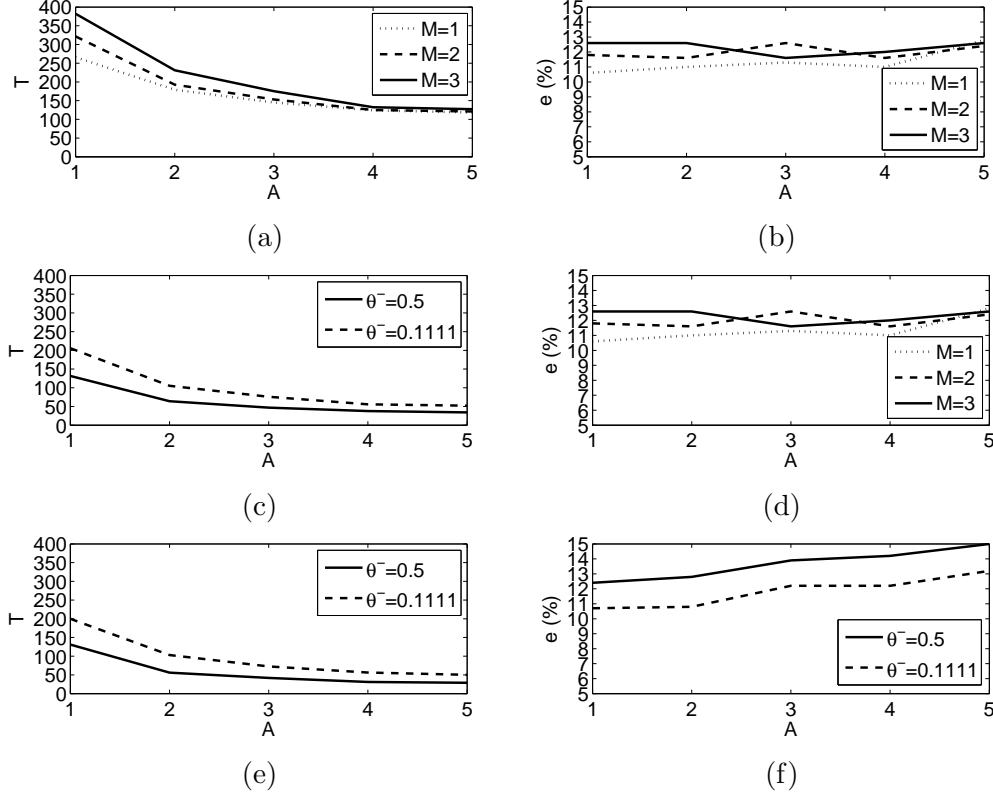 400
350
300
250
200
150
100
50
0
T
1 2 3 4 5
A
M=1
M=2
M=3
(a)
15
14
13
12
11
10
9
8
7
6
5
e (%)
1 2 3 4 5
A
M=1
M=2
M=3
(b)
400
350
300
250
200
150
100
50
0
T
1 2 3 4 5
A
θ⁻=0.5
θ⁻=0.1111
(c)
15
14
13
12
11
10
9
8
7
6
5
e (%)
1 2 3 4 5
A
M=1
M=2
M=3
(d)
400
350
300
250
200
150
100
50
0
T
1 2 3 4 5
A
θ⁻=0.5
θ⁻=0.1111
(e)
15
14
13
12
11
10
9
8
7
6
5
e (%)
1 2 3 4 5
A
θ⁻=0.5
θ⁻=0.1111
(f)